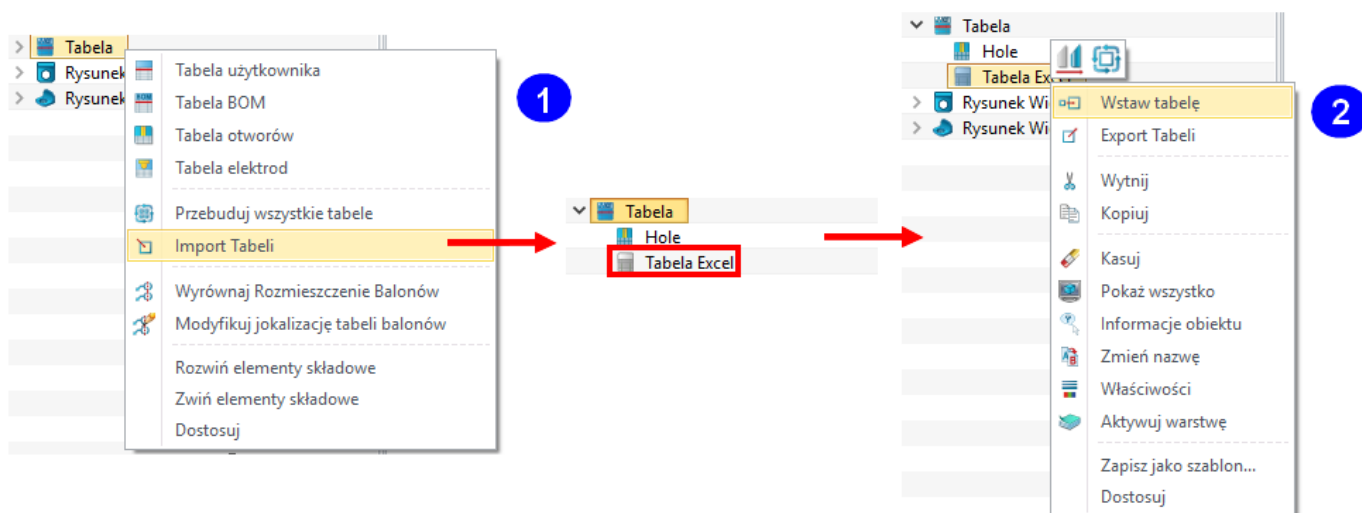 Tabela
Rysunek
Rysunek
Tabela użytkownika
BOM
Tabela BOM
Tabela otworów
Tabela elektrod
Przebuduj wszystkie tabele
Import Tabeli
Wyrównaj Rozmieszczenie Balonów
Modyfikuj jokalizację tabeli balonów
Rozwiń elementy składowe
Zwiń elementy składowe
Dostosuj
1
Tabela
Hole
Tabela Excel
Tabela
Hole
Tabela Ex
Rysunek Wi
Rysunek Wi
Wstaw tabelę
Export Tabeli
Wytnij
Kopiuj
Kasuj
Pokaż wszystko
Informacje obiektu
Zmień nazwę
Właściwości
Aktywuj warstwę
Zapisz jako szablon...
Dostosuj
2